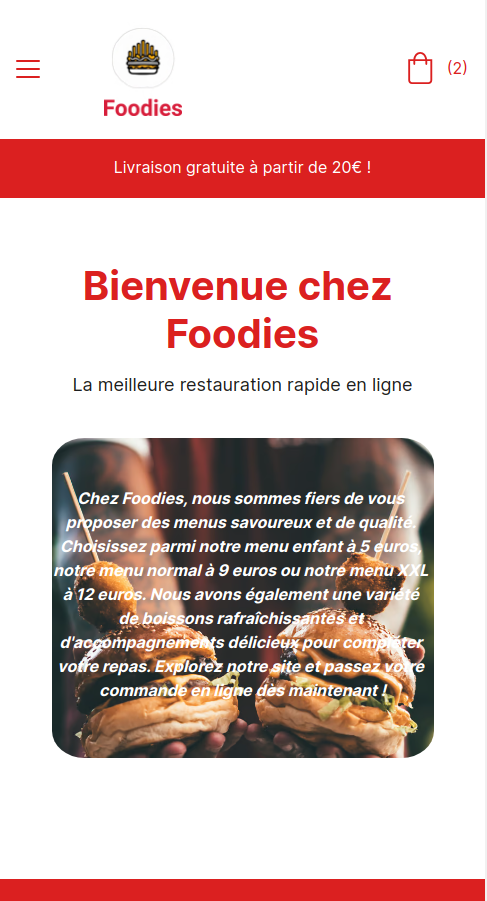 Foodies
(2)
Livraison gratuite à partir de 20€ !
Bienvenue chez
Foodies
La meilleure restauration rapide en ligne
Chez Foodies, nous sommes fiers de vous
proposer des menus savoureux et de qualité.
Choisissez parmi notre menu enfant à 5 euros,
notre menu normal à 9 euros ou notre menu XXL
à 12 euros. Nous avons également une variété
de boissons rafraîchissantes et
d'accompagnements délicieux pour compléter
votre repas. Explorez notre site et passez votre
commande en ligne dès maintenant !